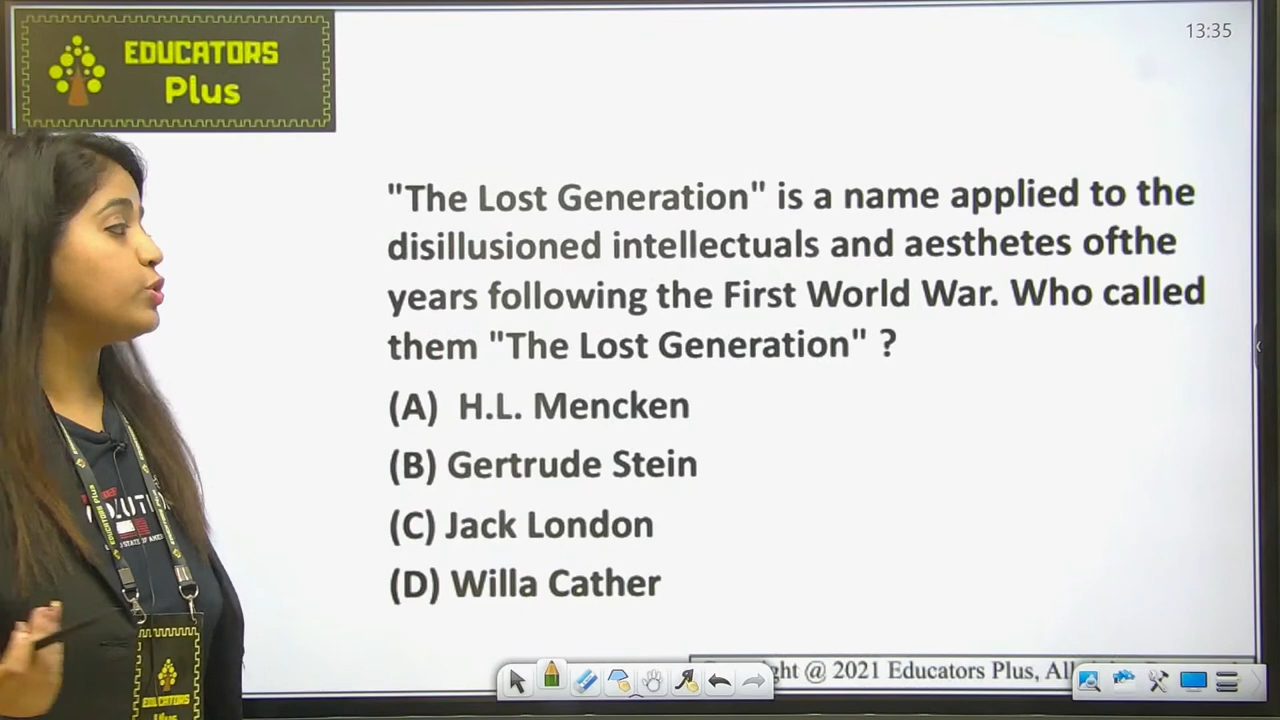 EDUCATORS
Plus
13:35
"The Lost Generation" is a name applied to the
disillusioned intellectuals and aesthetes ofthe
years following the First World War. Who called
them "The Lost Generation" ?
(A) H.L. Mencken
(B) Gertrude Stein
(C) Jack London
(D) Willa Cather
@ 2021 Educators Plus,
EDUCATORS
Plus